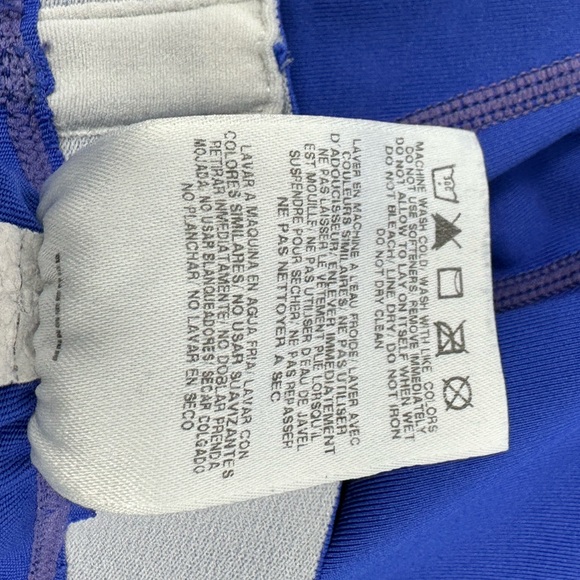 MACHINE WASH COLD, WASH WITH LIKE COLORS
DO NOT USE SOFTENERS, REMOVE IMMEDIATELY
DO NOT ALLOW TO LAY ON ITSELF WHEN WET
DO NOT BLEACH/ LINE DRY/ DO NOT IRON
DO NOT DRY CLEAN
LAVER EN MACHINE A L'EAU FROIDE/ LAVER AVEC
COULEURS SIMILAIRES/ NE PAS UTILISER
D'ADOUCISSEUR, ENLEVER IMMEDIATEMENT
NE PAS LAISSER LE VETEMENT PLIE LORSQU'IL
EST MOUILLE/ NE PAS UTILISER D'EAU DE JAVEL
SUSPENDRE POUR SECHER/ NE PAS REPASSER
NE PAS NETTOYER A SEC
LAVAR A MAQUINA EN AGUA FRIA/ LAVAR CON
COLORES SIMILARES/ NO USAR SUAVIZANTES
RETIRAR IMMEDIATAMENTE/ NO DOBLAR PRENDA
MOJADA/ NO USAR BLANQUEADORES/ SECAR COLGADO
NO PLANCHAR/ NO LAVAR EN SECO